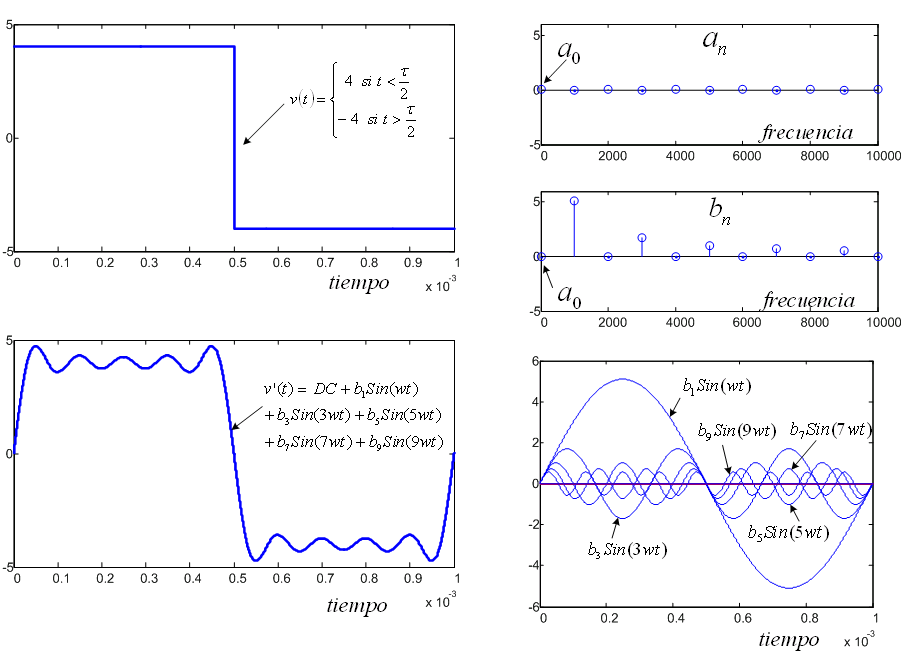 5
0
-5
v(t) = { 4 si t < τ/2
- 4 si t > τ/2
0 0.1 0.2 0.3 0.4 0.5 0.6 0.7 0.8 0.9 1
tiempo
x 10⁻³
5
0
-5
v'(t) = DC + b₁Sin(wt)
+ b₃Sin(3wt) + b₅Sin(5wt)
+ b₇Sin(7wt) + b₉Sin(9wt)
0 0.1 0.2 0.3 0.4 0.5 0.6 0.7 0.8 0.9 1
tiempo
x 10⁻³
5
0
-5
aₙ
a₀
frecuencia
0 2000 4000 6000 8000 10000
5
0
-5
bₙ
a₀
frecuencia
0 2000 4000 6000 8000 10000
6
4
2
0
-2
-4
-6
b₁Sin(wt)
b₉Sin(9wt)
b₇Sin(7wt)
b₅Sin(5wt)
b₃Sin(3wt)
0 0.2 0.4 0.6 0.8 1
tiempo
x 10⁻³